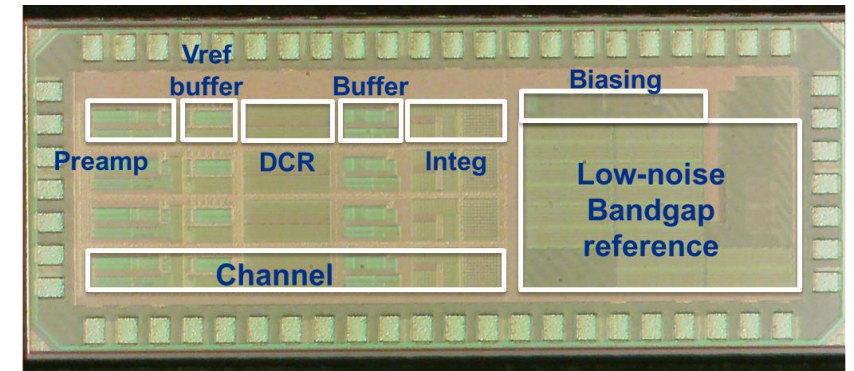 Vref
buffer
Buffer
Biasing
Preamp
DCR
Integ
Low-noise
Bandgap
reference
Channel